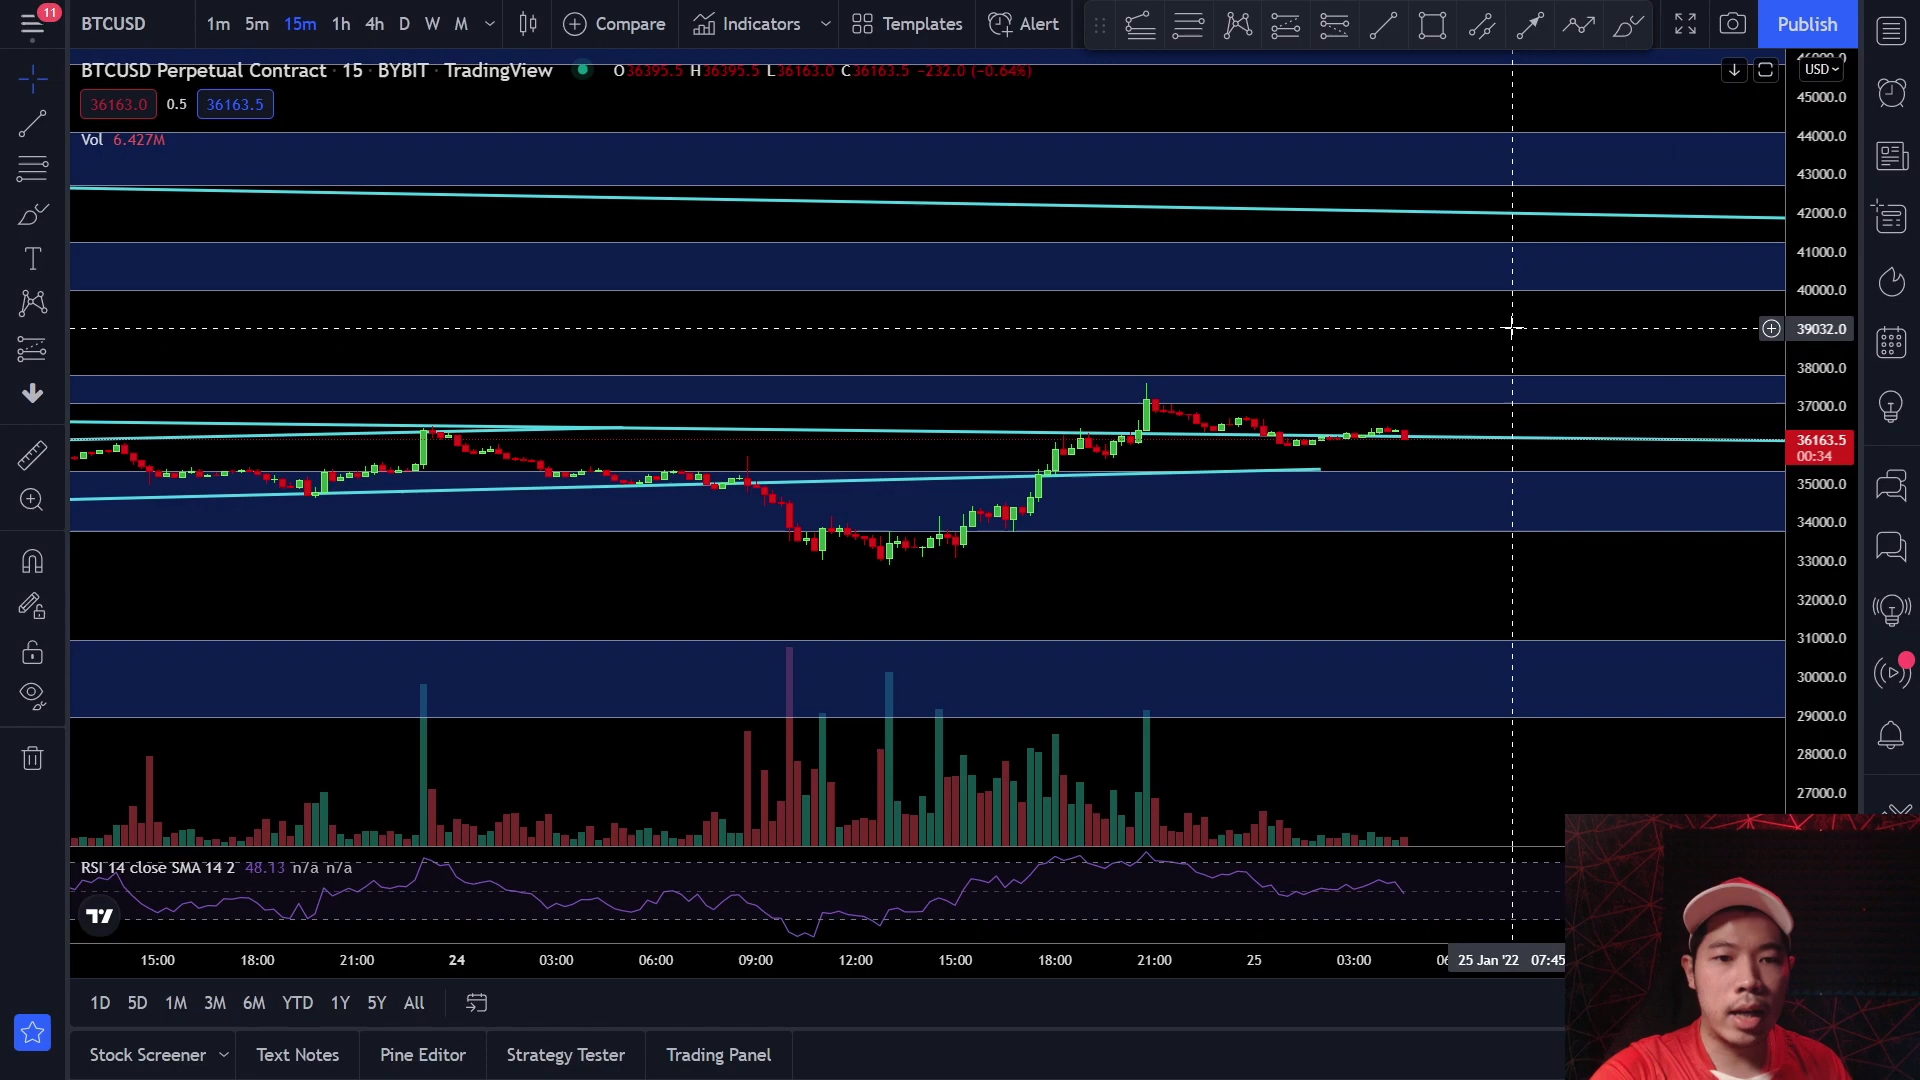 11
BTCUSD 1m 5m 15m 1h 4h D W M Compare Indicators Templates Alert Publish
BTCUSD Perpetual Contract · 15 · BYBIT · TradingView O36395.5 H36395.5 L36163.0 C36163.5 −232.0 (−0.64%)
USD
36163.0 0.5 36163.5
Vol 6.427M
45000.0
44000.0
43000.0
42000.0
41000.0
40000.0
39032.0
38000.0
37000.0
36163.5
00:34
35000.0
34000.0
33000.0
32000.0
31000.0
30000.0
29000.0
28000.0
27000.0
RSI 14 close SMA 14 2 48.13 n/a n/a
15:00 18:00 21:00 24 03:00 06:00 09:00 12:00 15:00 18:00 21:00 25 03:00 25 Jan '22 07:45
1D 5D 1M 3M 6M YTD 1Y 5Y All
Stock Screener Text Notes Pine Editor Strategy Tester Trading Panel